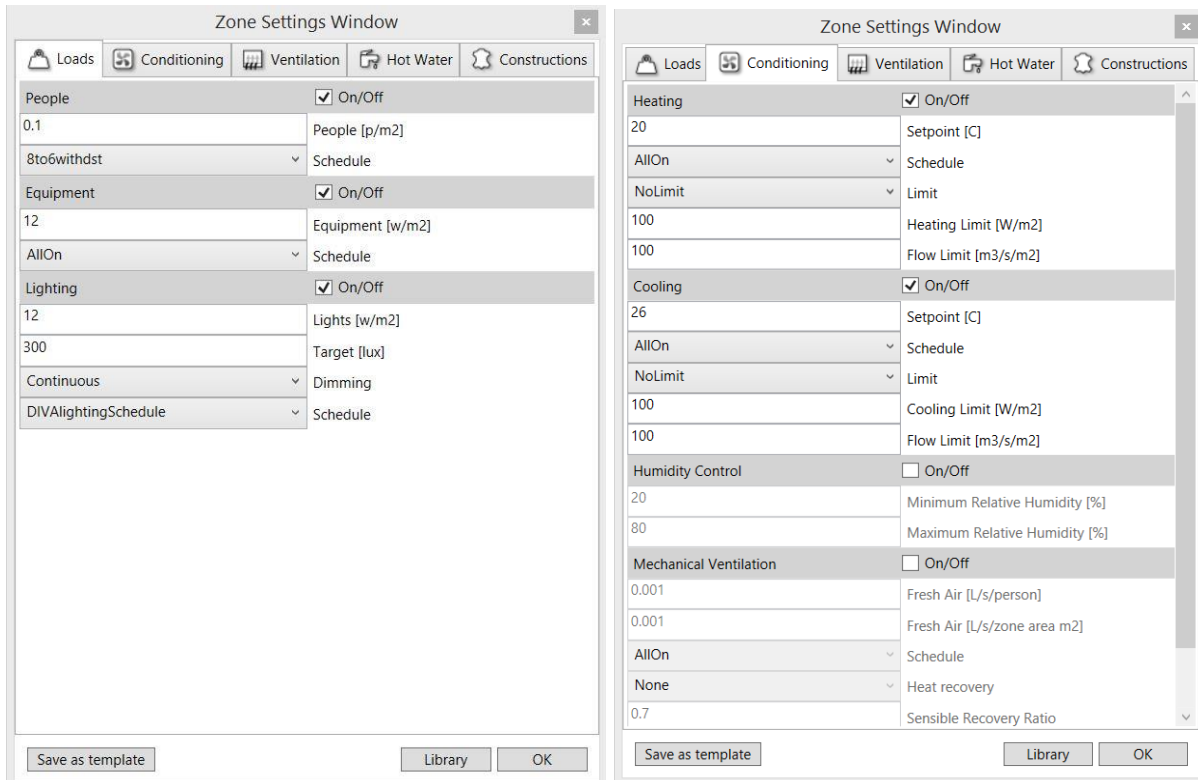 Zone Settings Window
Loads Conditioning Ventilation Hot Water Constructions
People On/Off
0.1 People [p/m2]
8to6withdst Schedule
Equipment On/Off
12 Equipment [w/m2]
AllOn Schedule
Lighting On/Off
12 Lights [w/m2]
300 Target [lux]
Continuous Dimming
DIVAlightingSchedule Schedule
Save as template Library OK
Zone Settings Window
Loads Conditioning Ventilation Hot Water Constructions
Heating On/Off
20 Setpoint [C]
AllOn Schedule
NoLimit Limit
100 Heating Limit [W/m2]
100 Flow Limit [m3/s/m2]
Cooling On/Off
26 Setpoint [C]
AllOn Schedule
NoLimit Limit
100 Cooling Limit [W/m2]
100 Flow Limit [m3/s/m2]
Humidity Control On/Off
20 Minimum Relative Humidity [%]
80 Maximum Relative Humidity [%]
Mechanical Ventilation On/Off
0.001 Fresh Air [L/s/person]
0.001 Fresh Air [L/s/zone area m2]
AllOn Schedule
None Heat recovery
0.7 Sensible Recovery Ratio
Save as template Library OK